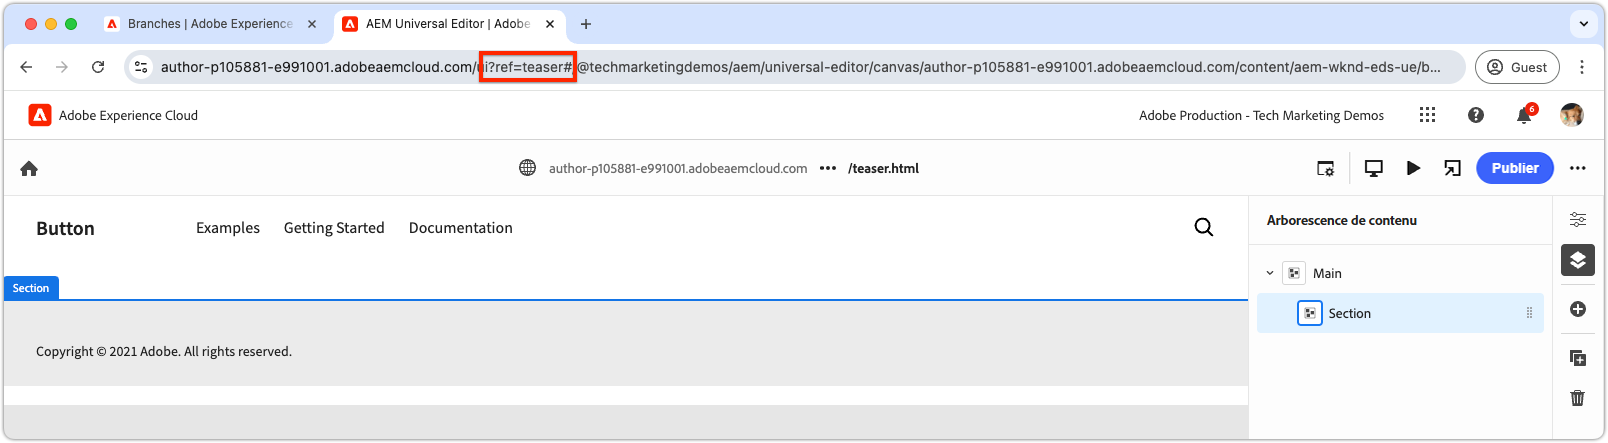 Branches | Adobe Experience
AEM Universal Editor | Adobe
author-p105881-e991001.adobeaemcloud.com/ui?ref=teaser#/@techmarketingdemos/aem/universal-editor/canvas/author-p105881-e991001.adobeaemcloud.com/content/aem-wknd-eds-ue/b...
Guest
Adobe Experience Cloud
Adobe Production - Tech Marketing Demos
6
author-p105881-e991001.adobeaemcloud.com ••• /teaser.html
Publier
Button
Examples
Getting Started
Documentation
Arborescence de contenu
Main
Section
Section
Copyright © 2021 Adobe. All rights reserved.